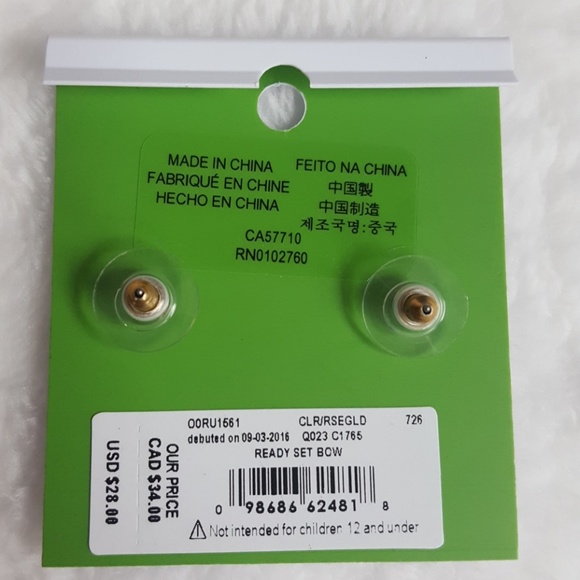 MADE IN CHINA FEITO NA CHINA
FABRIQUÉ EN CHINE 中国製
HECHO EN CHINA 中国制造
제조국명:중국
CA57710
RN0102760
O0RU1561 CLR/RSEGLD 726
debuted on 09-03-2016 Q023 C1765
READY SET BOW
0 98686 62481 8
Not intended for children 12 and under
OUR PRICE
CAD $34.00
USD $28.00